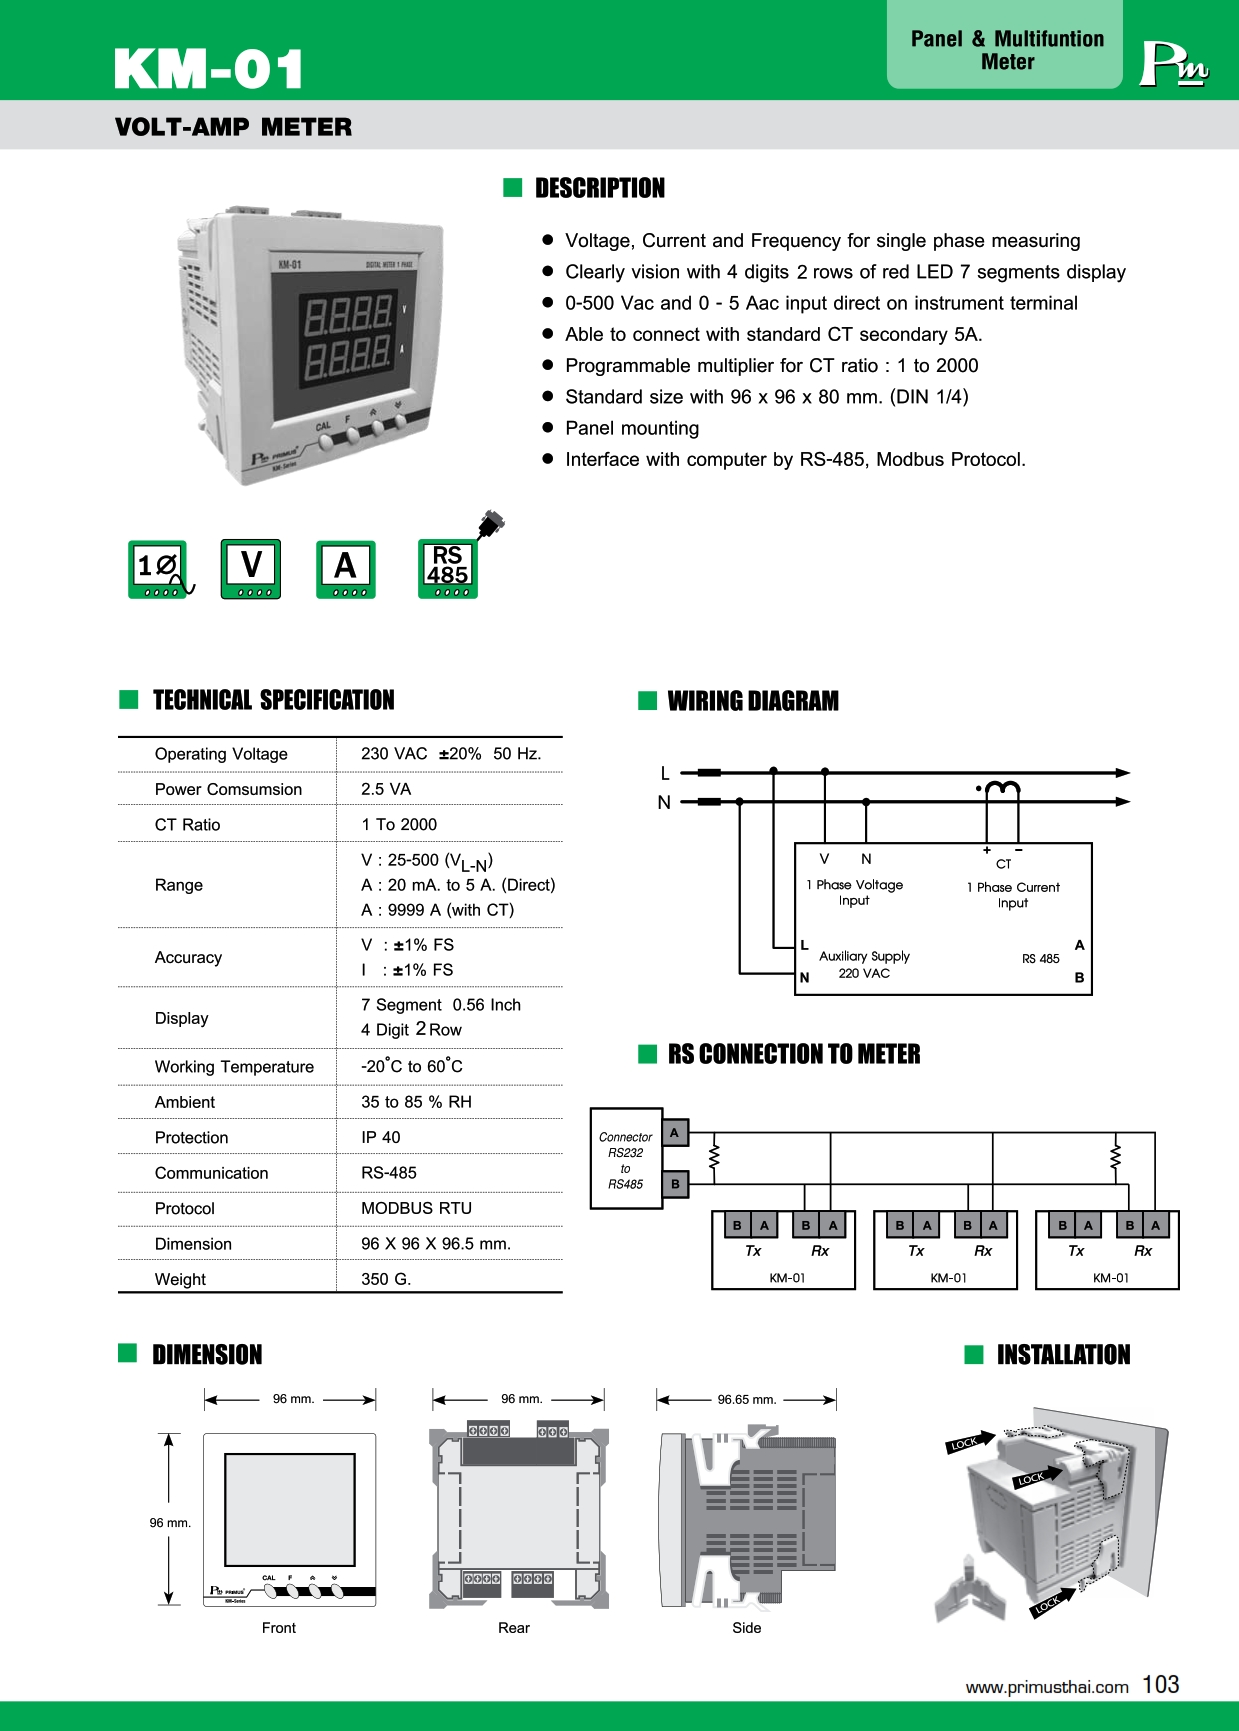 Panel & Multifuntion
Meter
Pm
KM-01
VOLT-AMP METER
DESCRIPTION
● Voltage, Current and Frequency for single phase measuring
● Clearly vision with 4 digits 2 rows of red LED 7 segments display
● 0-500 Vac and 0 - 5 Aac input direct on instrument terminal
● Able to connect with standard CT secondary 5A.
● Programmable multiplier for CT ratio : 1 to 2000
● Standard size with 96 x 96 x 80 mm. (DIN 1/4)
● Panel mounting
● Interface with computer by RS-485, Modbus Protocol.
KM-01 DIGITAL METER 1 PHASE
8.8.8.8. V
8.8.8.8. A
CAL F
Pm PRIMUS
KM-Series
1Ø
V
A
RS
485
TECHNICAL SPECIFICATION
Operating Voltage 230 VAC ±20% 50 Hz.
Power Comsumsion 2.5 VA
CT Ratio 1 To 2000
Range
V : 25-500 (VL-N)
A : 20 mA. to 5 A. (Direct)
A : 9999 A (with CT)
Accuracy
V : ±1% FS
I : ±1% FS
Display
7 Segment 0.56 Inch
4 Digit 2 Row
Working Temperature -20°C to 60°C
Ambient 35 to 85 % RH
Protection IP 40
Communication RS-485
Protocol MODBUS RTU
Dimension 96 X 96 X 96.5 mm.
Weight 350 G.
WIRING DIAGRAM
L
N
V N + −
CT
1 Phase Voltage
Input
1 Phase Current
Input
L
N
Auxiliary Supply
220 VAC
RS 485
A
B
RS CONNECTION TO METER
Connector
RS232
to
RS485
A
B
B A B A
Tx Rx
KM-01
B A B A
Tx Rx
KM-01
B A B A
Tx Rx
KM-01
DIMENSION
96 mm.
96 mm.
CAL F
Pm PRIMUS
KM-Series
Front
96 mm.
Rear
96.65 mm.
Side
INSTALLATION
LOCK
LOCK
LOCK
www.primusthai.com 103